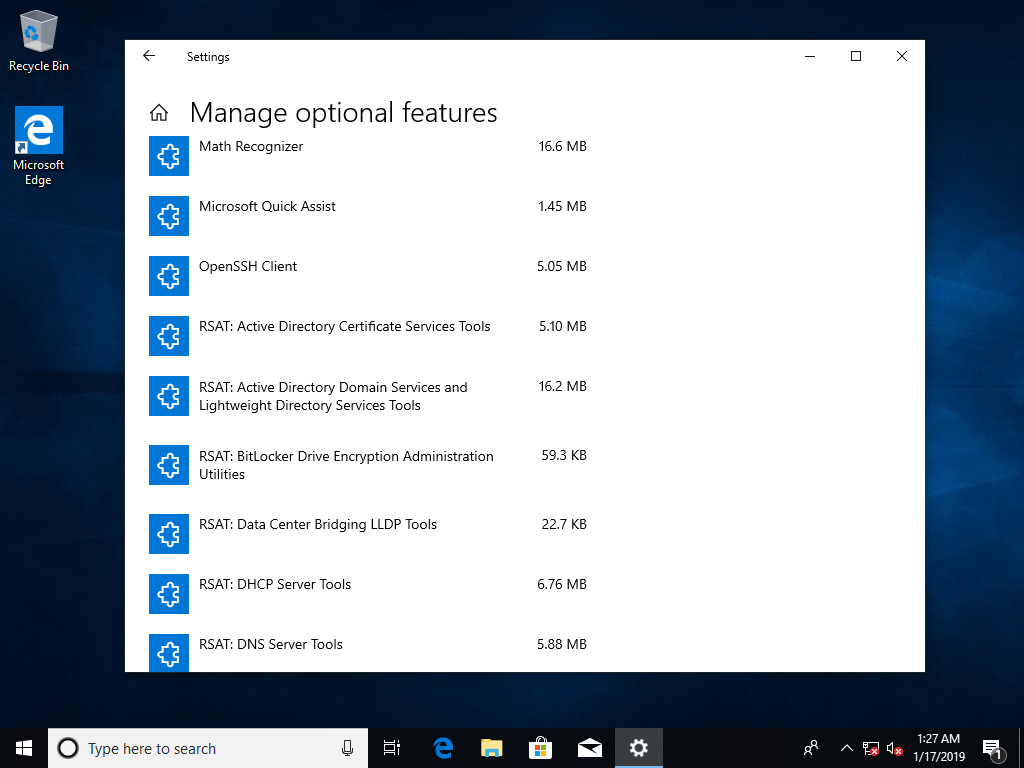 Recycle Bin
Microsoft
Edge
Settings
Manage optional features
Math Recognizer 16.6 MB
Microsoft Quick Assist 1.45 MB
OpenSSH Client 5.05 MB
RSAT: Active Directory Certificate Services Tools 5.10 MB
RSAT: Active Directory Domain Services and 16.2 MB
Lightweight Directory Services Tools
RSAT: BitLocker Drive Encryption Administration 59.3 KB
Utilities
RSAT: Data Center Bridging LLDP Tools 22.7 KB
RSAT: DHCP Server Tools 6.76 MB
RSAT: DNS Server Tools 5.88 MB
Type here to search
1:27 AM
1/17/2019
1